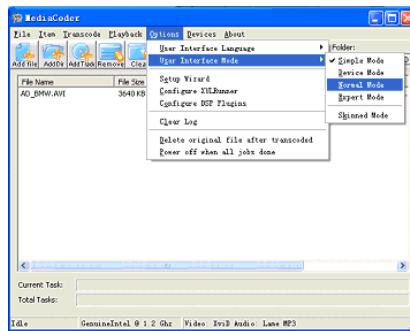 MediaCoder
File Item Transcode Playback Options Devices About
Add file AddDir AddTask Remove Clea
Folder:
User Interface Language
User Interface Mode
Setup Wizard
Configure XULRunner
Configure DSP Plugins
Clear Log
Delete original file after transcoded
Power off when all jobs done
Simple Mode
Device Mode
Normal Mode
Expert Mode
Skinned Mode
File Name File Size
AD_BMW.AVI 3640 KB
Current Task:
Total Tasks:
Idle GenuineIntel @ 1.2 Ghz Video: XviD Audio: Lame MP3